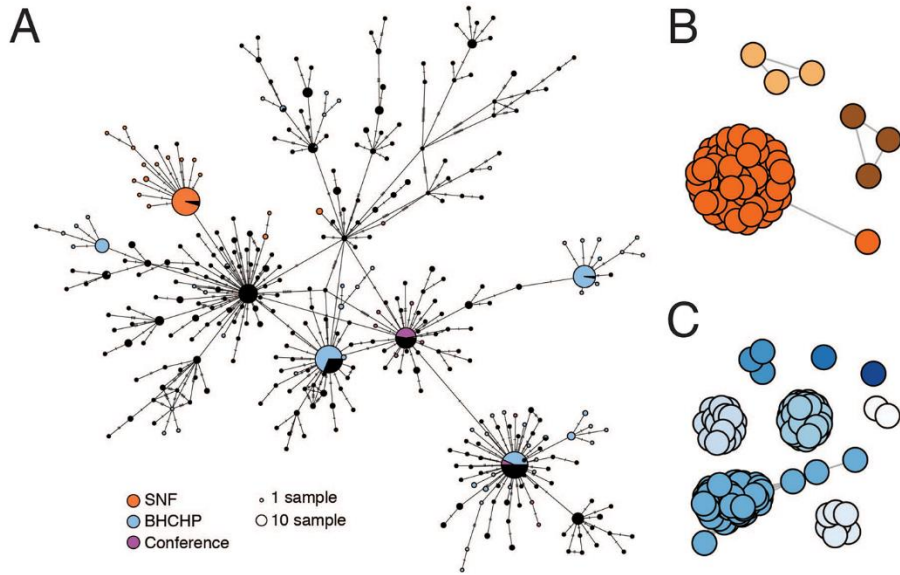 A
B
C
SNF
BHCHP
Conference
1 sample
10 sample